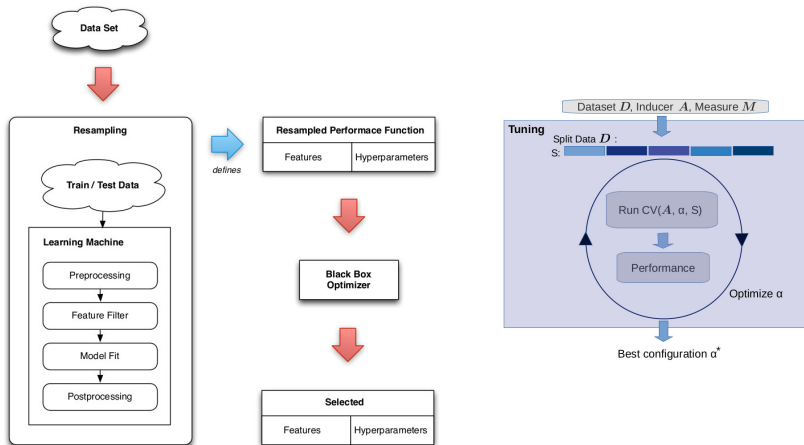 Data Set
Resampling
Train / Test Data
Learning Machine
Preprocessing
Feature Filter
Model Fit
Postprocessing
defines
Resampled Performace Function
Features
Hyperparameters
Black Box
Optimizer
Selected
Features
Hyperparameters
Dataset D, Inducer A, Measure M
Tuning
Split Data D :
S:
Run CV(A, α, S)
Performance
Optimize α
Best configuration α*